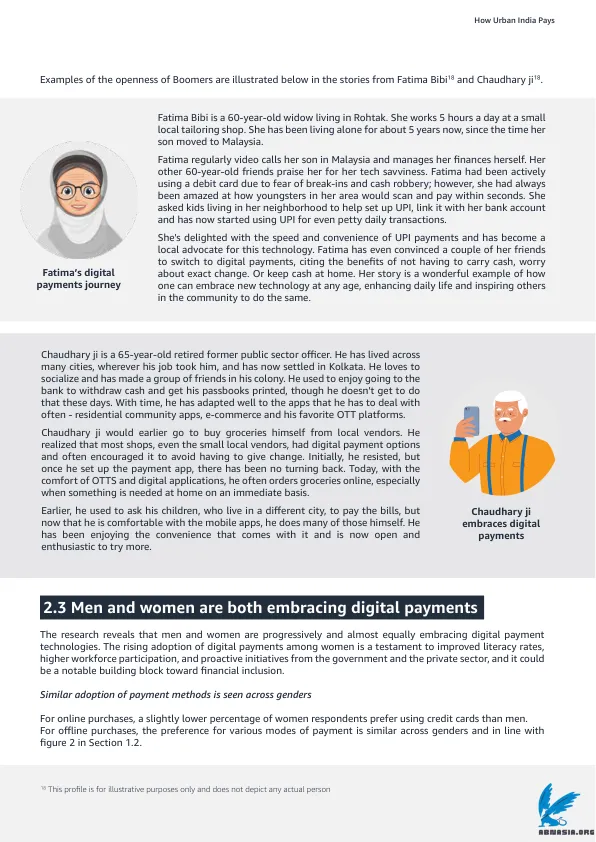 How Urban India Pays
Examples of the openness of Boomers are illustrated below in the stories from Fatima Bibi18 and Chaudhary ji18.
Fatima Bibi is a 60-year-old widow living in Rohtak. She works 5 hours a day at a small
local tailoring shop. She has been living alone for about 5 years now, since the time her
son moved to Malaysia.
Fatima regularly video calls her son in Malaysia and manages her finances herself. Her
other 60-year-old friends praise her for her tech savviness. Fatima had been actively
using a debit card due to fear of break-ins and cash robbery; however, she had always
been amazed at how youngsters in her area would scan and pay within seconds. She
asked kids living in her neighborhood to help set up UPI, link it with her bank account
and has now started using UPI for even petty daily transactions.
She's delighted with the speed and convenience of UPI payments and has become a
local advocate for this technology. Fatima has even convinced a couple of her friends
to switch to digital payments, citing the benefits of not having to carry cash, worry
about exact change. Or keep cash at home. Her story is a wonderful example of how
one can embrace new technology at any age, enhancing daily life and inspiring others
in the community to do the same.
Fatima's digital
payments journey
Chaudhary ji is a 65-year-old retired former public sector officer. He has lived across
many cities, wherever his job took him, and has now settled in Kolkata. He loves to
socialize and has made a group of friends in his colony. He used to enjoy going to the
bank to withdraw cash and get his passbooks printed, though he doesn't get to do
that these days. With time, he has adapted well to the apps that he has to deal with
often - residential community apps, e-commerce and his favorite OTT platforms.
Chaudhary ji would earlier go to buy groceries himself from local vendors. He
realized that most shops, even the small local vendors, had digital payment options
and often encouraged it to avoid having to give change. Initially, he resisted, but
once he set up the payment app, there has been no turning back. Today, with the
comfort of OTTS and digital applications, he often orders groceries online, especially
when something is needed at home on an immediate basis.
Earlier, he used to ask his children, who live in a different city, to pay the bills, but
now that he is comfortable with the mobile apps, he does many of those himself. He
has been enjoying the convenience that comes with it and is now open and
enthusiastic to try more.
Chaudhary ji
embraces digital
payments
2.3 Men and women are both embracing digital payments
The research reveals that men and women are progressively and almost equally embracing digital payment
technologies. The rising adoption of digital payments among women is a testament to improved literacy rates,
higher workforce participation, and proactive initiatives from the government and the private sector, and it could
be a notable building block toward financial inclusion.
Similar adoption of payment methods is seen across genders
For online purchases, a slightly lower percentage of women respondents prefer using credit cards than men.
For offline purchases, the preference for various modes of payment is similar across genders and in line with
figure 2 in Section 1.2.
18 This profile is for illustrative purposes only and does not depict any actual person
ABNASIA.ORG